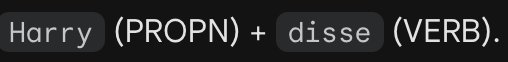 Harry (PROPN) + disse (VERB).